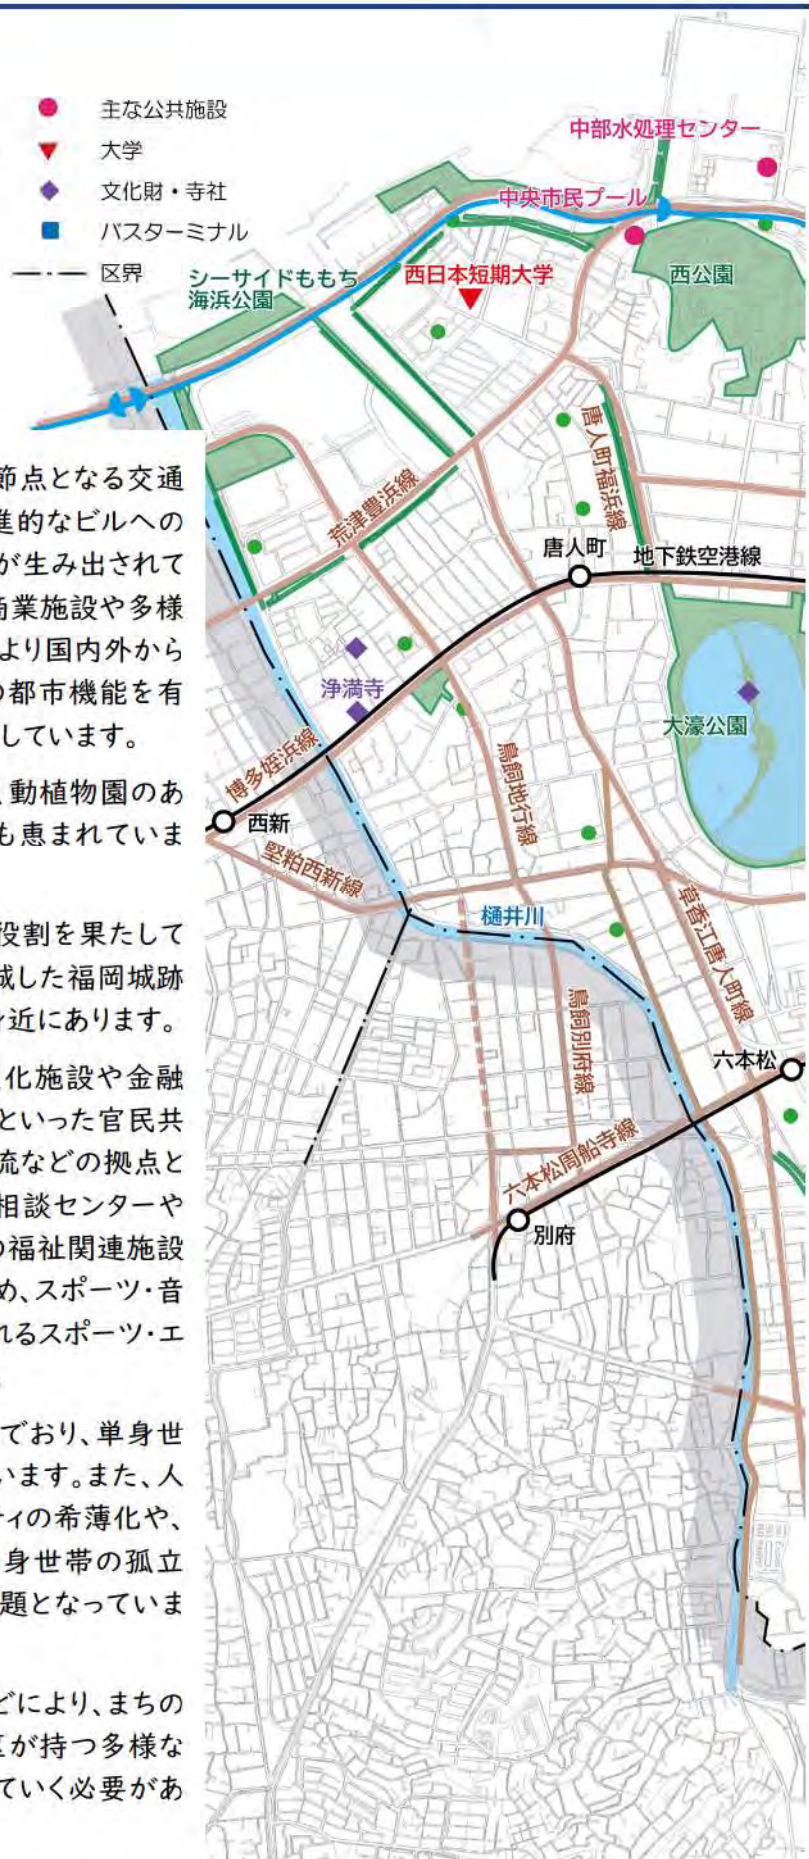 主な公共施設
大学
文化財・寺社
バスターミナル
区界
中部水処理センター
中央市民プール
シーサイドももち
海浜公園
西日本短期大学
西公園
唐人町福浜線
荒津豊浜線
唐人町
地下鉄空港線
浄満寺
大濠公園
博多姪浜線
鳥飼地行線
西新
堅粕西新線
樋井川
草香江唐人町線
鳥飼別府線
六本松
六本松周船寺線
別府
節点となる交通
進的なビルへの
が生み出されて
商業施設や多様
より国内外から
の都市機能を有
しています。
、動植物園のあ
も恵まれていま
役割を果たして
城した福岡城跡
身近にあります。
化施設や金融
といった官民共
流などの拠点と
相談センターや
の福祉関連施設
め、スポーツ・音
れるスポーツ・エ
でおり、単身世
います。また、人
ティの希薄化や、
身世帯の孤立
題となっていま
どにより、まちの
区が持つ多様な
ていく必要があ